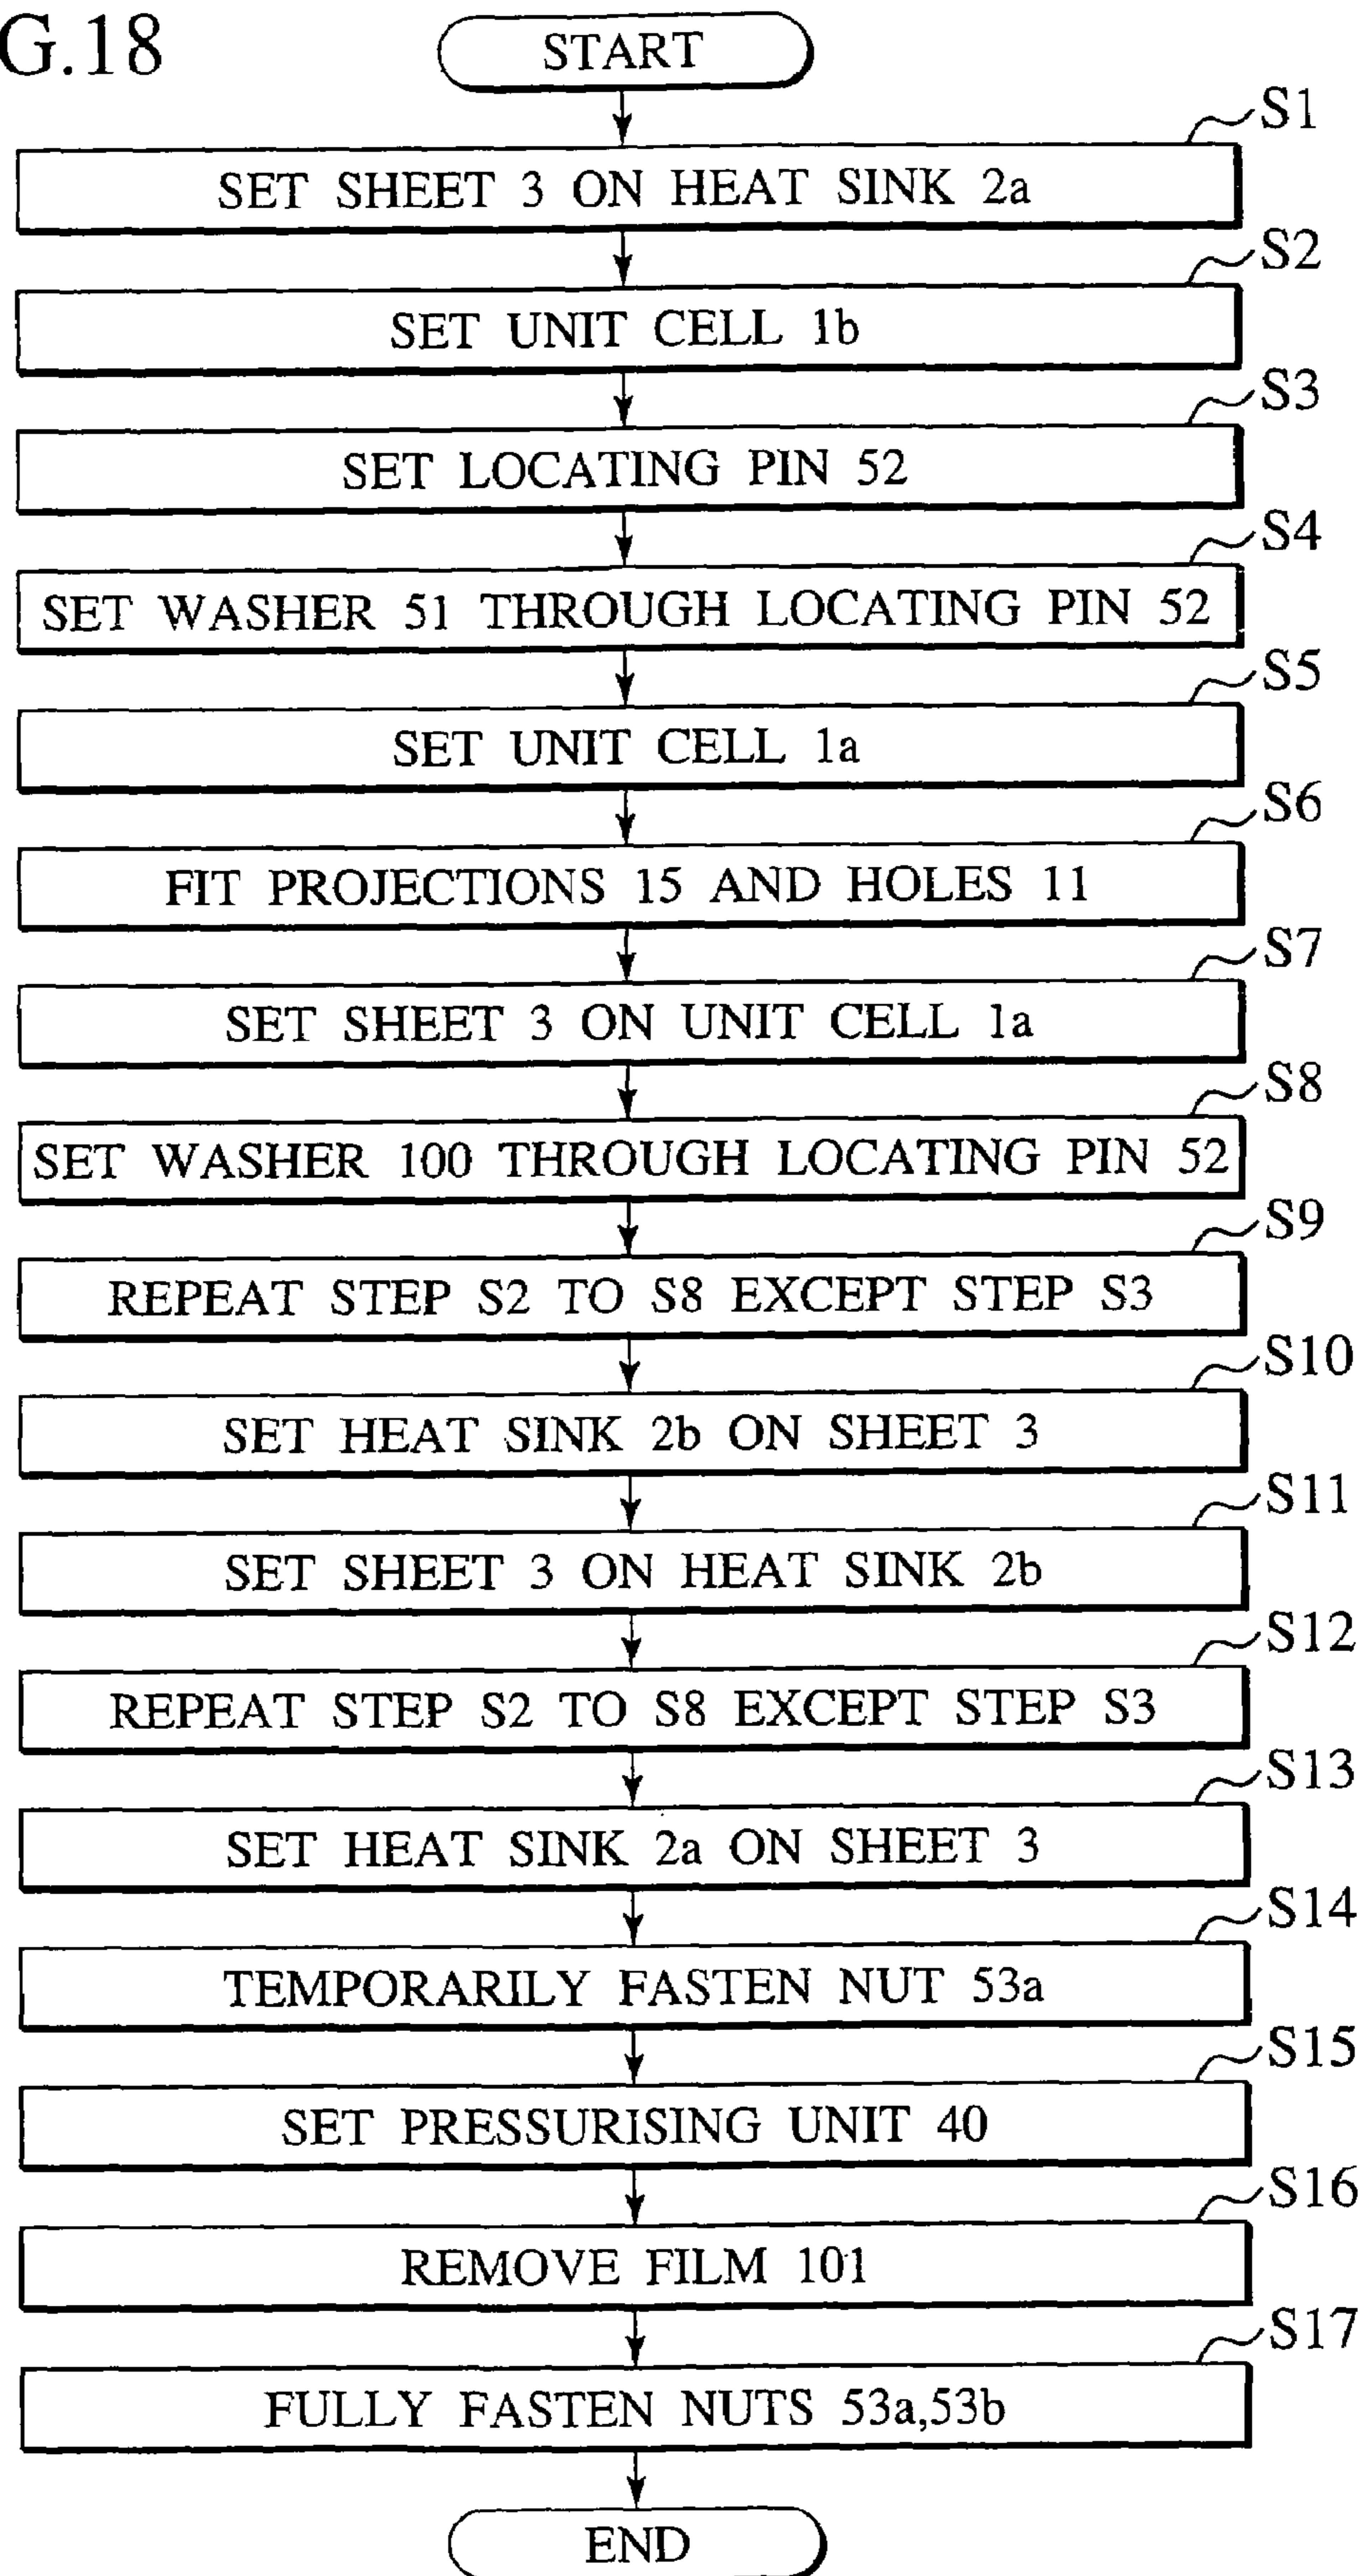 G.18
START
S1
SET SHEET 3 ON HEAT SINK 2a
S2
SET UNIT CELL 1b
S3
SET LOCATING PIN 52
S4
SET WASHER 51 THROUGH LOCATING PIN 52
S5
SET UNIT CELL 1a
S6
FIT PROJECTIONS 15 AND HOLES 11
S7
SET SHEET 3 ON UNIT CELL 1a
S8
SET WASHER 100 THROUGH LOCATING PIN 52
S9
REPEAT STEP S2 TO S8 EXCEPT STEP S3
S10
SET HEAT SINK 2b ON SHEET 3
S11
SET SHEET 3 ON HEAT SINK 2b
S12
REPEAT STEP S2 TO S8 EXCEPT STEP S3
S13
SET HEAT SINK 2a ON SHEET 3
S14
TEMPORARILY FASTEN NUT 53a
S15
SET PRESSURISING UNIT 40
S16
REMOVE FILM 101
S17
FULLY FASTEN NUTS 53a,53b
END